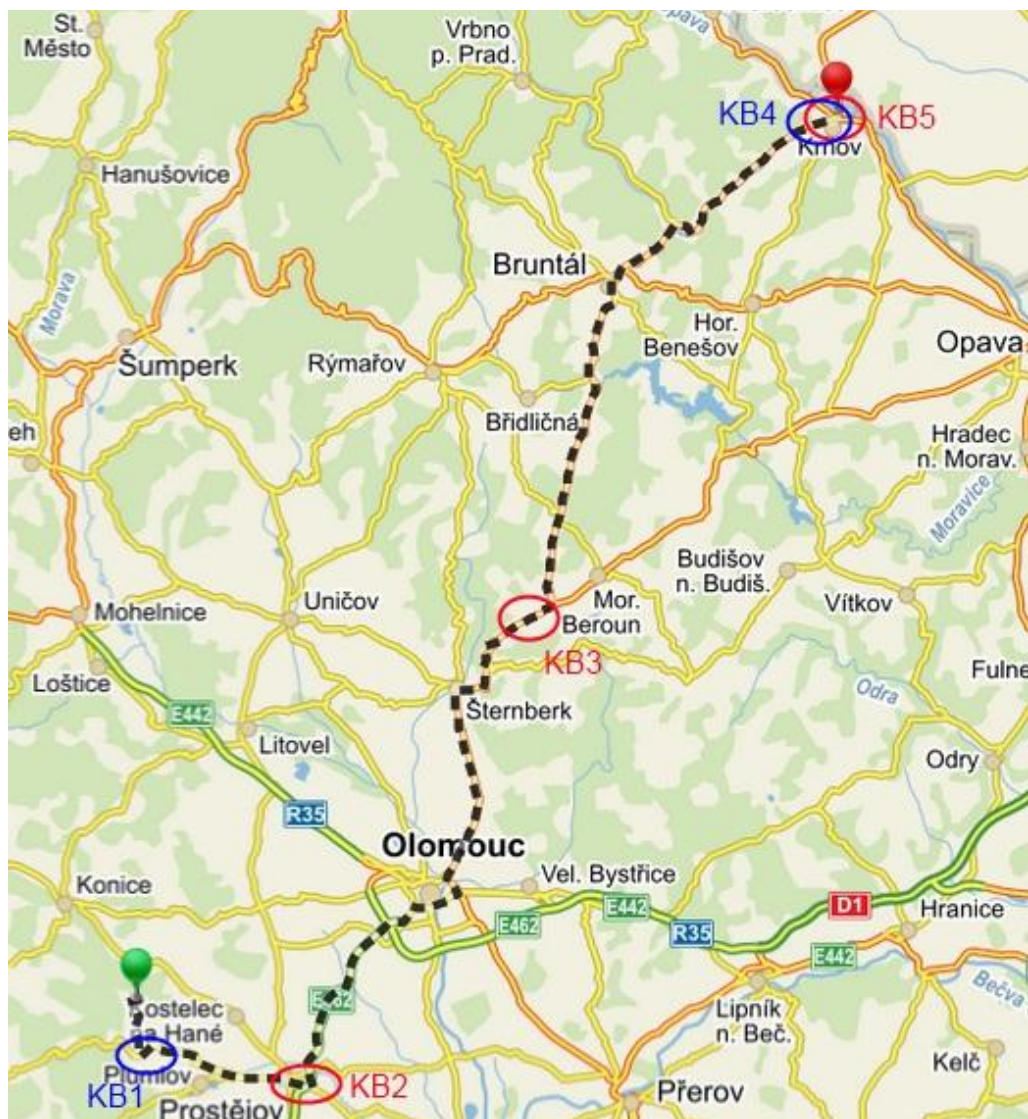 St.
Město
Vrbno
p. Prad.
Opava
KB4
KB5
Krnov
Hanušovice
Morava
Bruntál
Hor.
Benešov
Opava
Šumperk
Rýmařov
Břidličná
eh
Hradec
n. Morav.
Moravice
Budišov
n. Budiš.
Mohelnice
Uničov
Mor.
Beroun
Vítkov
KB3
Loštice
Fulne
Odra
E442
Šternberk
Litovel
Odry
R35
Olomouc
Konice
Vel. Bystřice
E442
D1
E462
R35
Hranice
E442
Bečva
Kostelec
na Hané
Lipník
n. Beč.
Kelč
Plumlov
KB1
KB2
Prostějov
Přerov